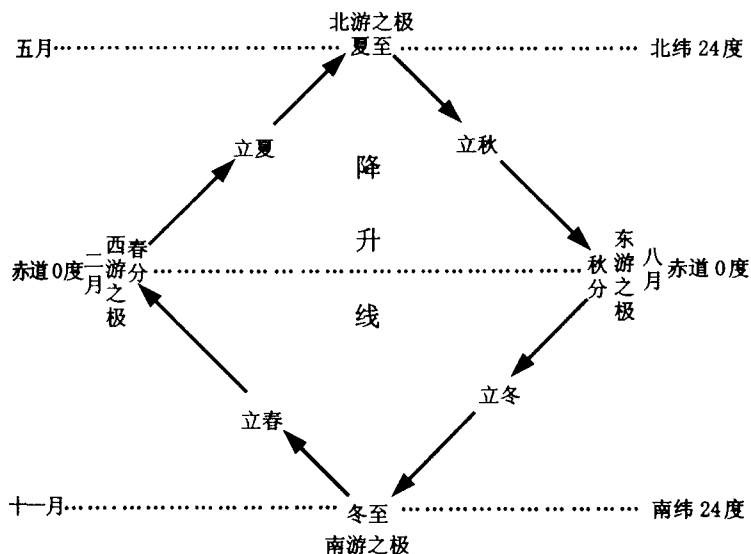 北游之极
五月
夏至
北纬24度
立夏
立秋
降
升
线
赤道0度
二月
西游之极
春分
秋分
东游之极
八月
赤道0度
立春
立冬
十一月
冬至
南纬24度
南游之极